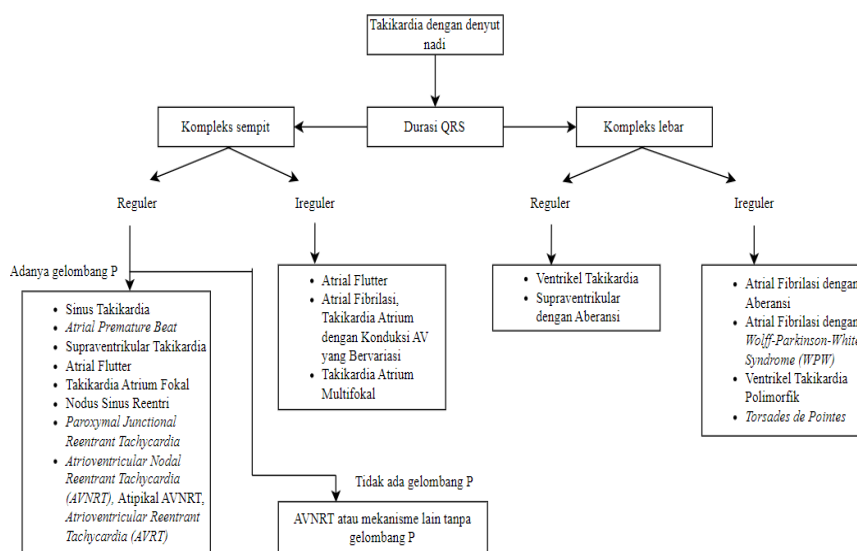 Takikardia dengan denyut
nadi
Kompleks sempit
Durasi QRS
Kompleks lebar
Reguler
Ireguler
Reguler
Ireguler
Adanya gelombang P
• Sinus Takikardia
• Atrial Premature Beat
• Supraventrikular Takikardia
• Atrial Flutter
• Takikardia Atrium Fokal
• Nodus Sinus Reentri
• Paroxymal Junctional
Reentrant Tachycardia
• Atrioventricular Nodal
Reentrant Tachycardia
(AVNRT), Atipikal AVNRT,
Atrioventricular Reentrant
Tachycardia (AVRT)
• Atrial Flutter
• Atrial Fibrilasi,
Takikardia Atrium
dengan Konduksi AV
yang Bervariasi
• Takikardia Atrium
Multifokal
• Ventrikel Takikardia
• Supraventrikular
dengan Aberansi
• Atrial Fibrilasi dengan
Aberansi
• Atrial Fibrilasi dengan
Wolff-Parkinson-White
Syndrome (WPW)
• Ventrikel Takikardia
Polimorfik
• Torsades de Pointes
Tidak ada gelombang P
AVNRT atau mekanisme lain tanpa
gelombang P